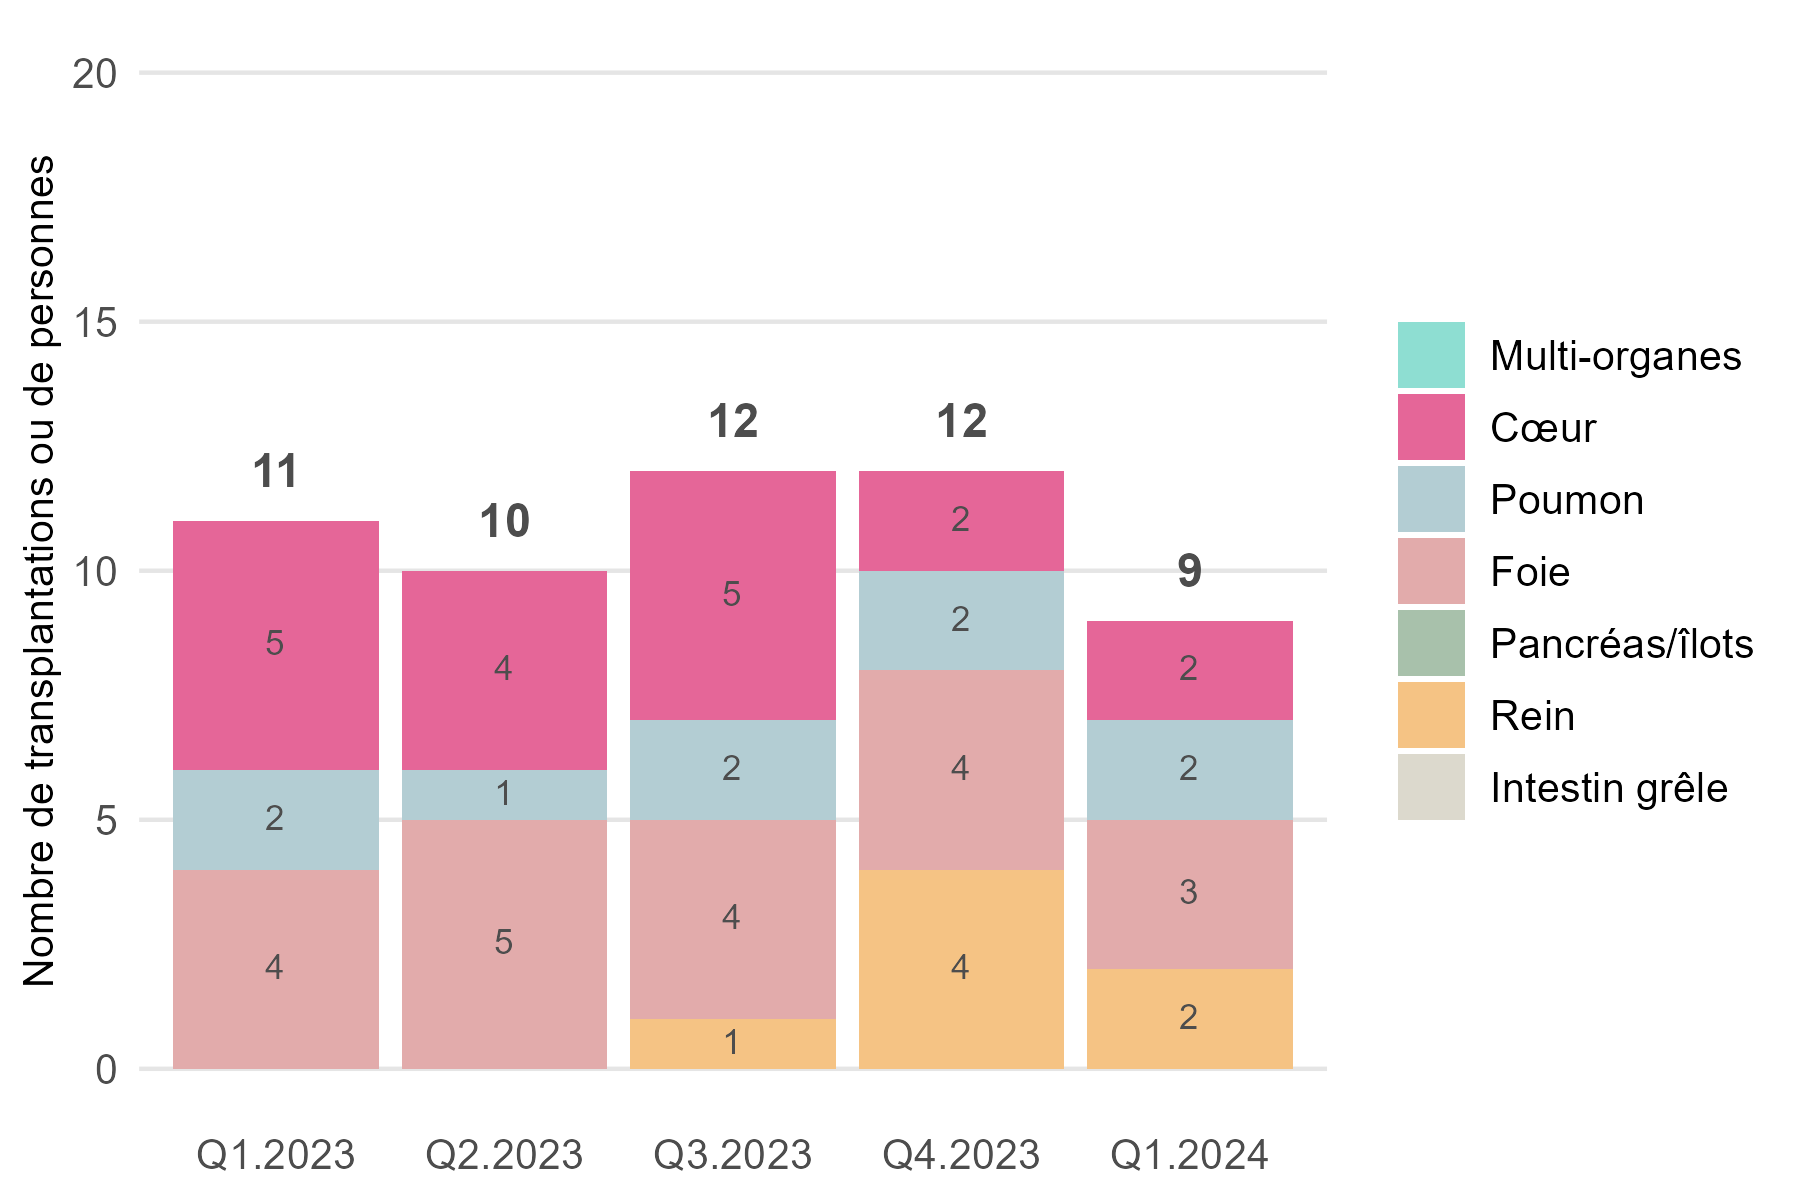 Nombre de transplantations ou de personnes
20
15
10
5
0
11
5
2
4
10
4
1
5
12
5
2
4
1
12
2
2
4
4
9
2
2
3
2
Q1.2023
Q2.2023
Q3.2023
Q4.2023
Q1.2024
Multi-organes
Cœur
Poumon
Foie
Pancréas/îlots
Rein
Intestin grêle